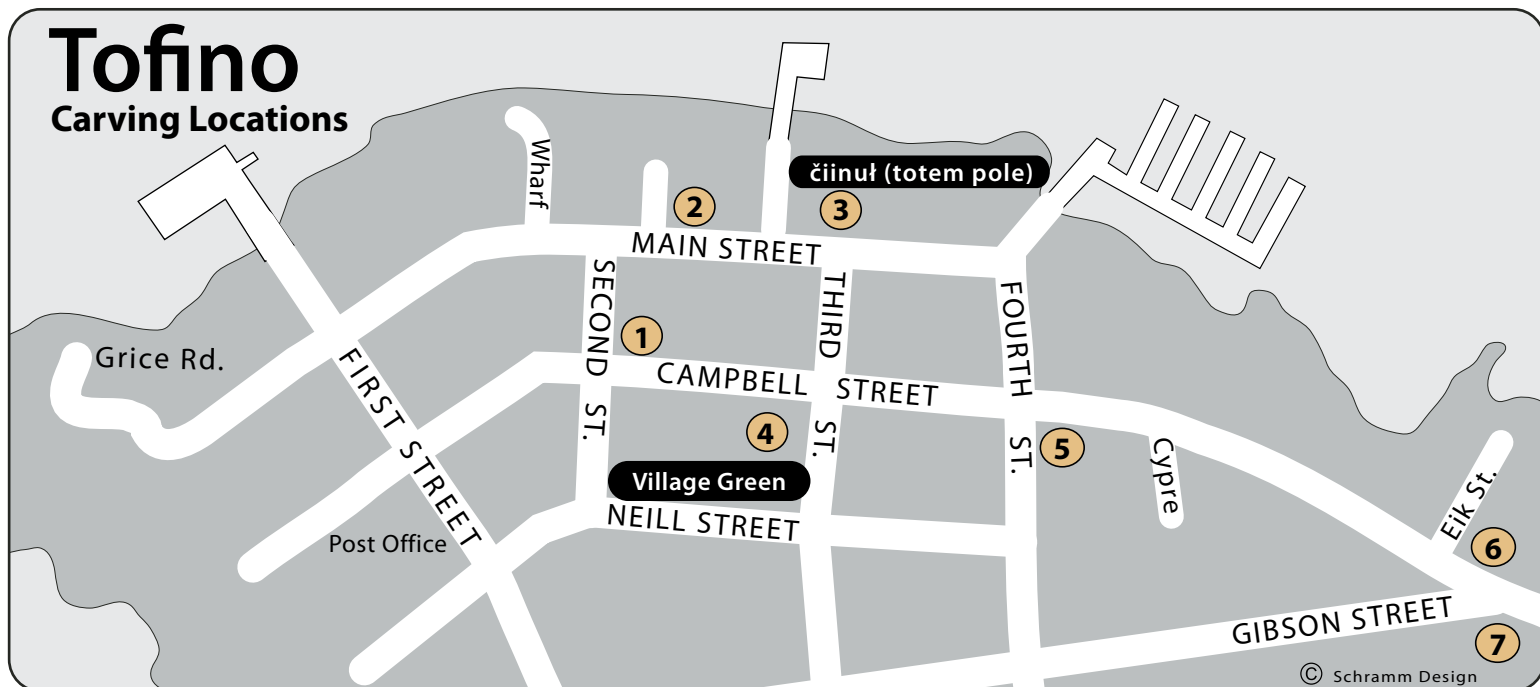 Tofino
Carving Locations
Wharf
čiinuł (totem pole)
2
3
MAIN STREET
SECOND ST.
THIRD ST.
FOURTH ST.
1
Grice Rd.
FIRST STREET
CAMPBELL STREET
4
5
Cypre
Village Green
NEILL STREET
Post Office
Eik St.
6
GIBSON STREET
7
© Schramm Design